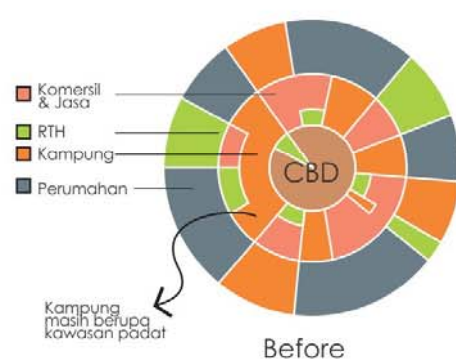 Komersil
& Jasa
RTH
Kampung
Perumahan
CBD
Kampung
masih berupa
kawasan padat
Before